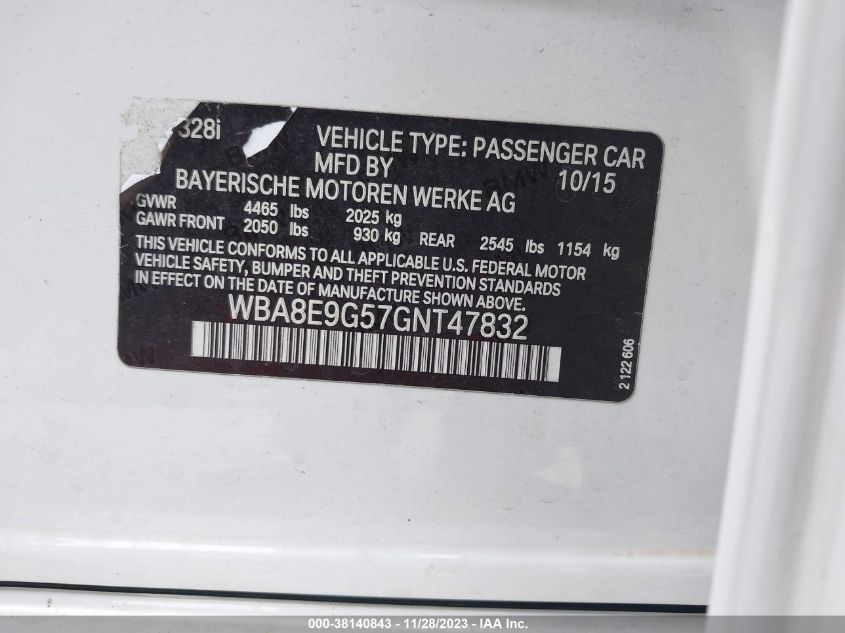 328i
VEHICLE TYPE: PASSENGER CAR
MFD BY 10/15
BAYERISCHE MOTOREN WERKE AG
GVWR 4465 lbs 2025 kg
GAWR FRONT 2050 lbs 930 kg REAR 2545 lbs 1154 kg
THIS VEHICLE CONFORMS TO ALL APPLICABLE U.S. FEDERAL MOTOR
VEHICLE SAFETY, BUMPER AND THEFT PREVENTION STANDARDS
IN EFFECT ON THE DATE OF MANUFACTURE SHOWN ABOVE.
WBA8E9G57GNT47832
2 122 606
000-38140843 - 11/28/2023 - IAA Inc.